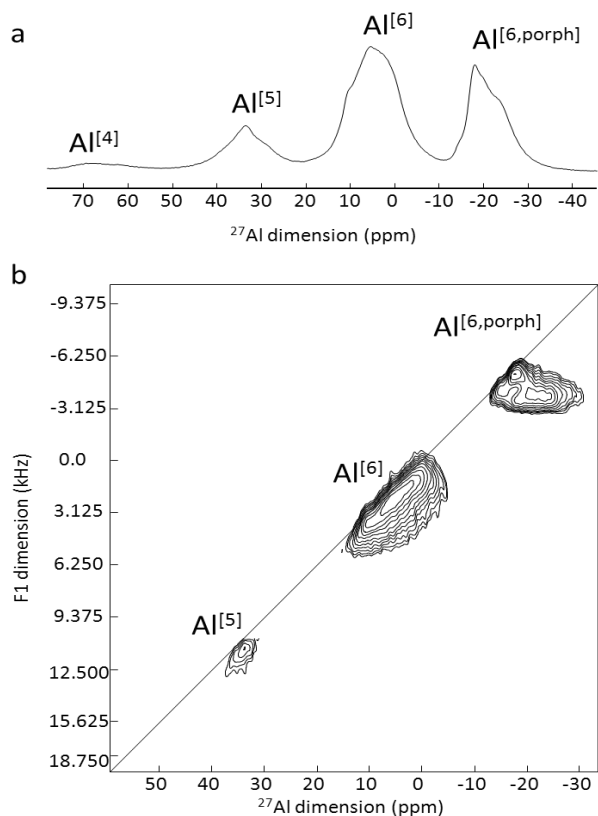 a
Al[4]
Al[5]
Al[6]
Al[6,porph]
70 60 50 40 30 20 10 0 -10 -20 -30 -40
27Al dimension (ppm)
b
F1 dimension (kHz)
-9.375
-6.250
-3.125
0.0
3.125
6.250
9.375
12.500
15.625
18.750
Al[6,porph]
Al[6]
Al[5]
50 40 30 20 10 0 -10 -20 -30
27Al dimension (ppm)